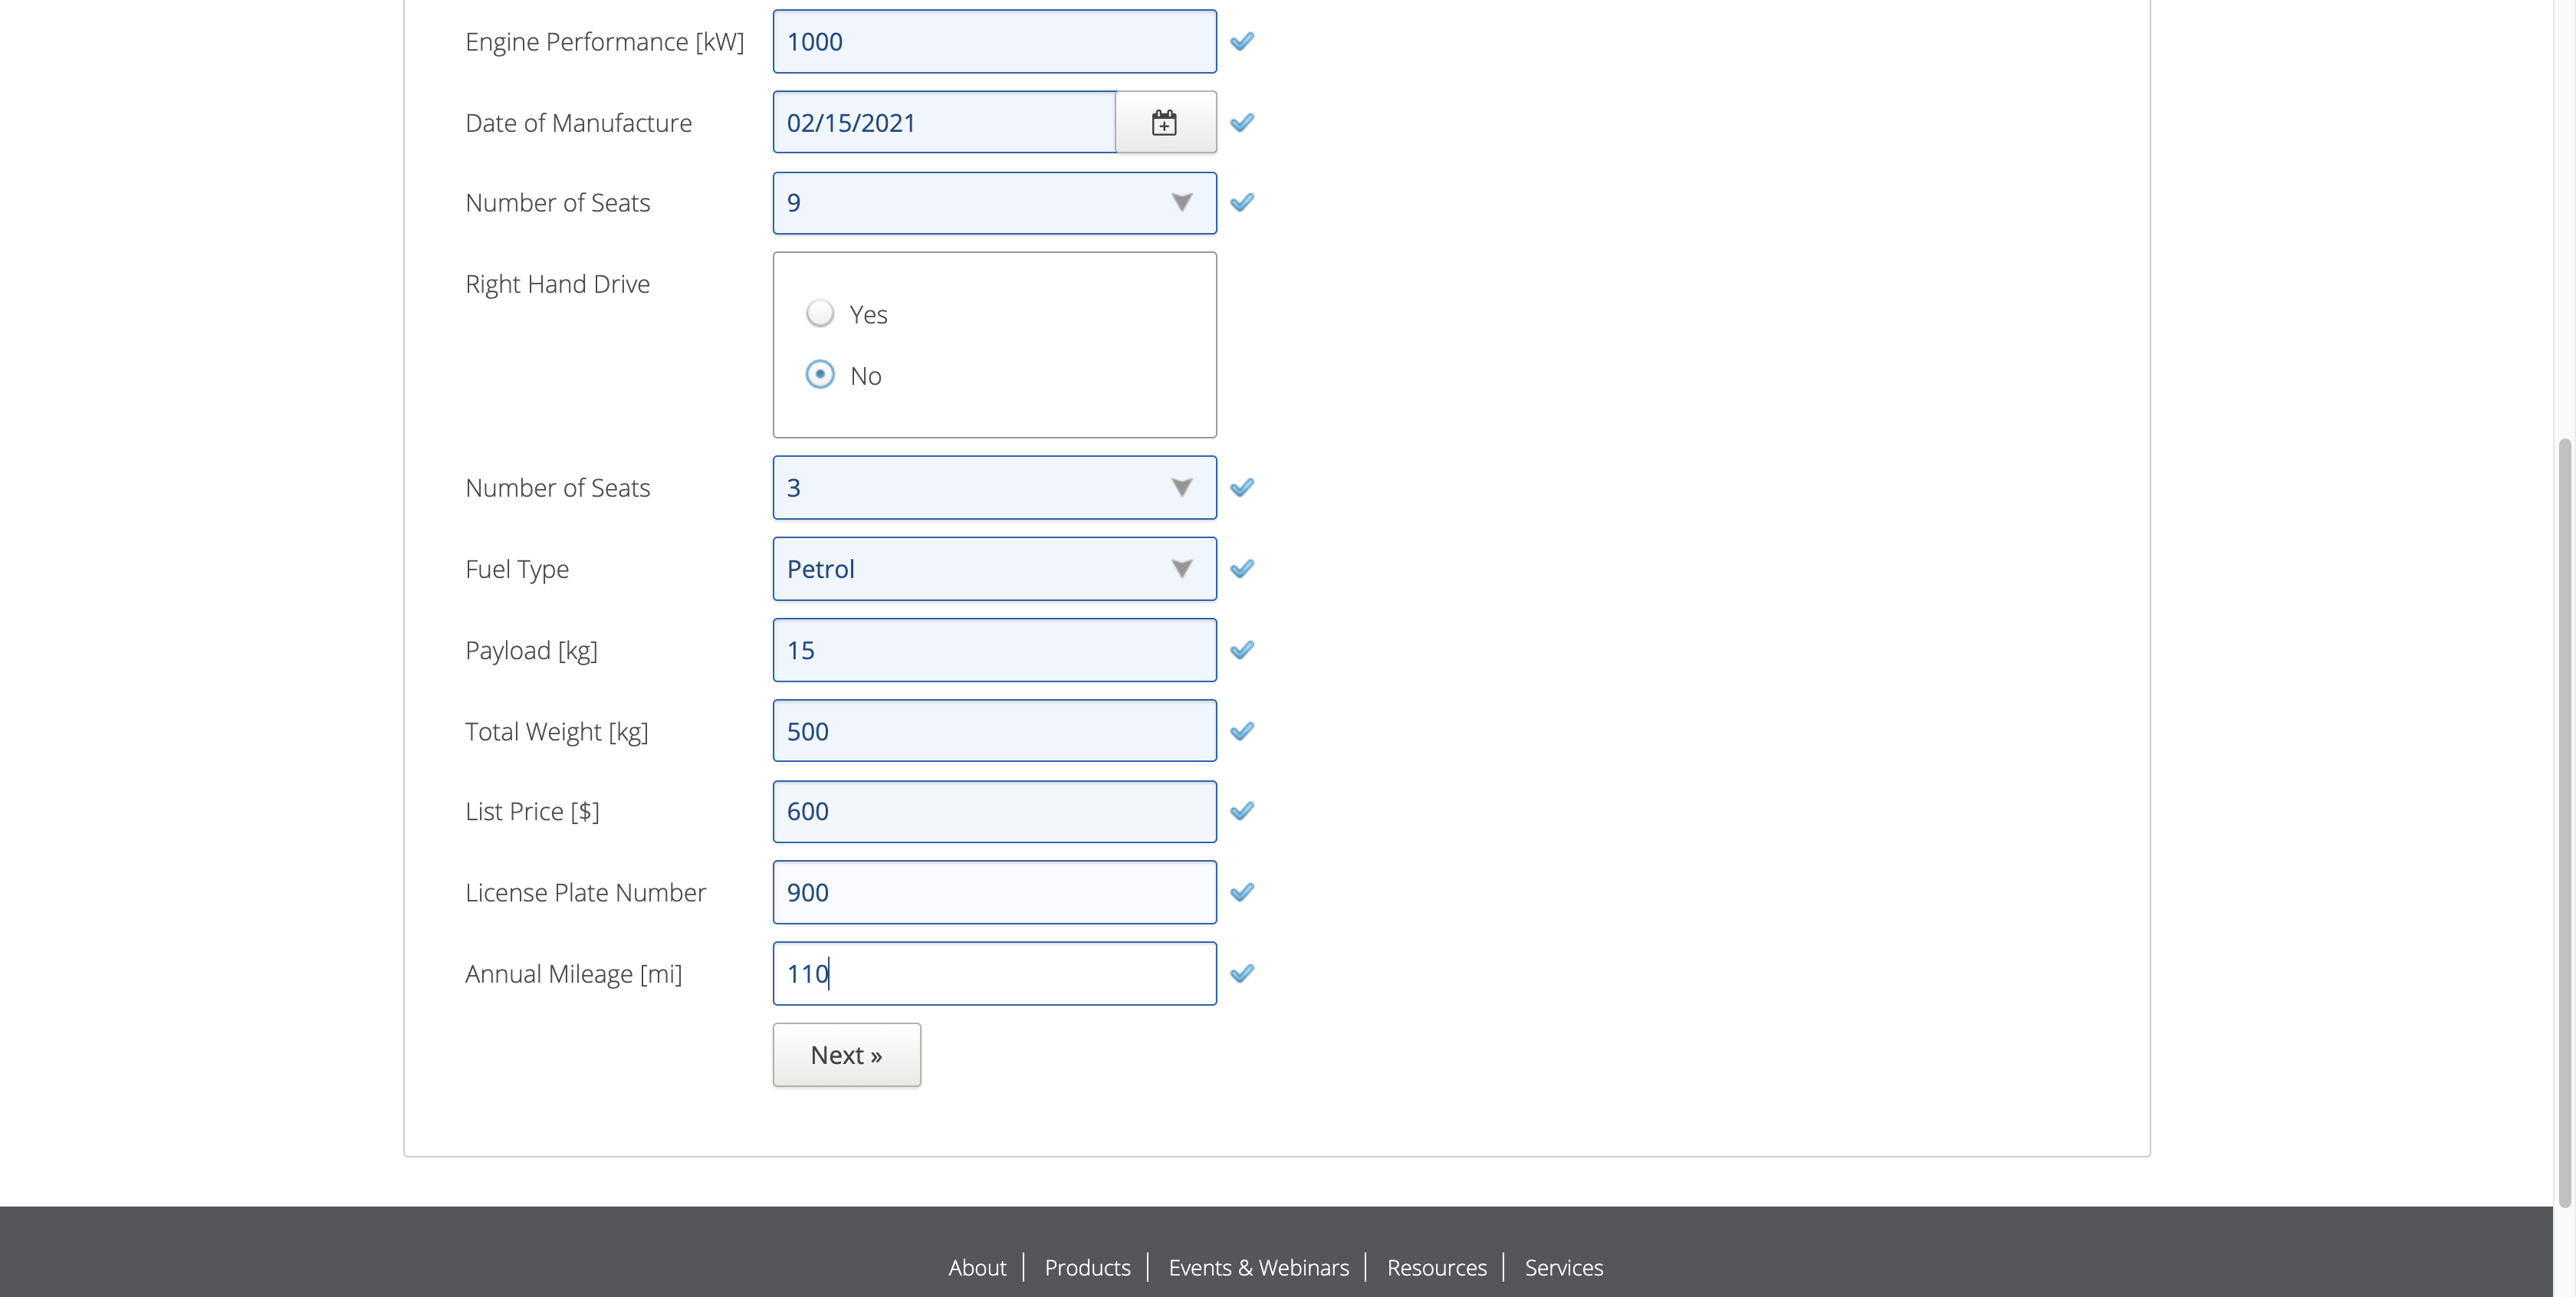 Engine Performance [kW] 1000
Date of Manufacture 02/15/2021
Number of Seats 9
Right Hand Drive
Yes
No
Number of Seats 3
Fuel Type Petrol
Payload [kg] 15
Total Weight [kg] 500
List Price [$] 600
License Plate Number 900
Annual Mileage [mi] 110
Next »
About Products Events & Webinars Resources Services